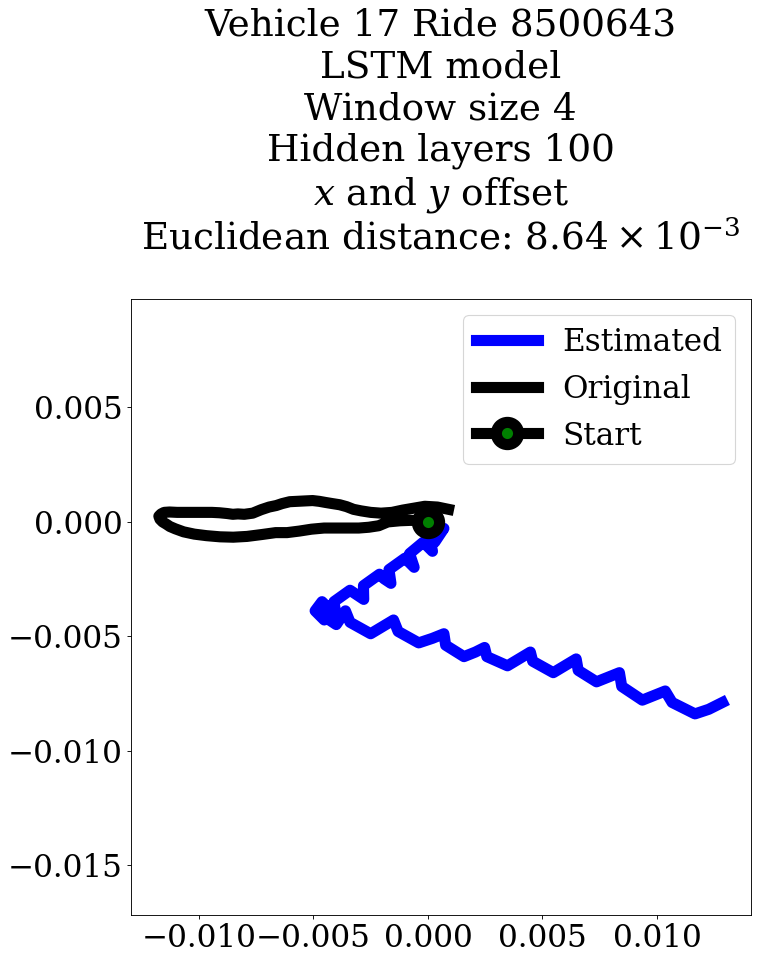 Vehicle 17 Ride 8500643
LSTM model
Window size 4
Hidden layers 100
x and y offset
Euclidean distance: 8.64 × 10⁻³
Estimated
Original
Start
0.005
0.000
−0.005
−0.010
−0.015
−0.010 −0.005 0.000 0.005 0.010